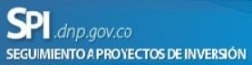 SPI.dnp.gov.co
SEGUIMIENTO A PROYECTOS DE INVERSIÓN